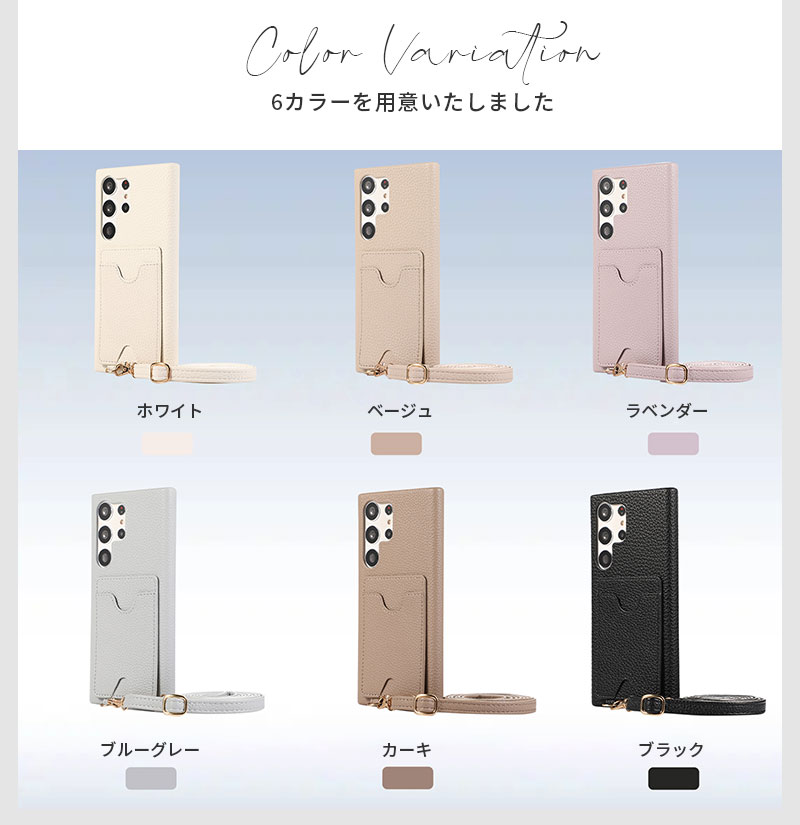 Color Variation
6カラーを用意いたしました
ホワイト
ベージュ
ラベンダー
ブルーグレー
カーキ
ブラック